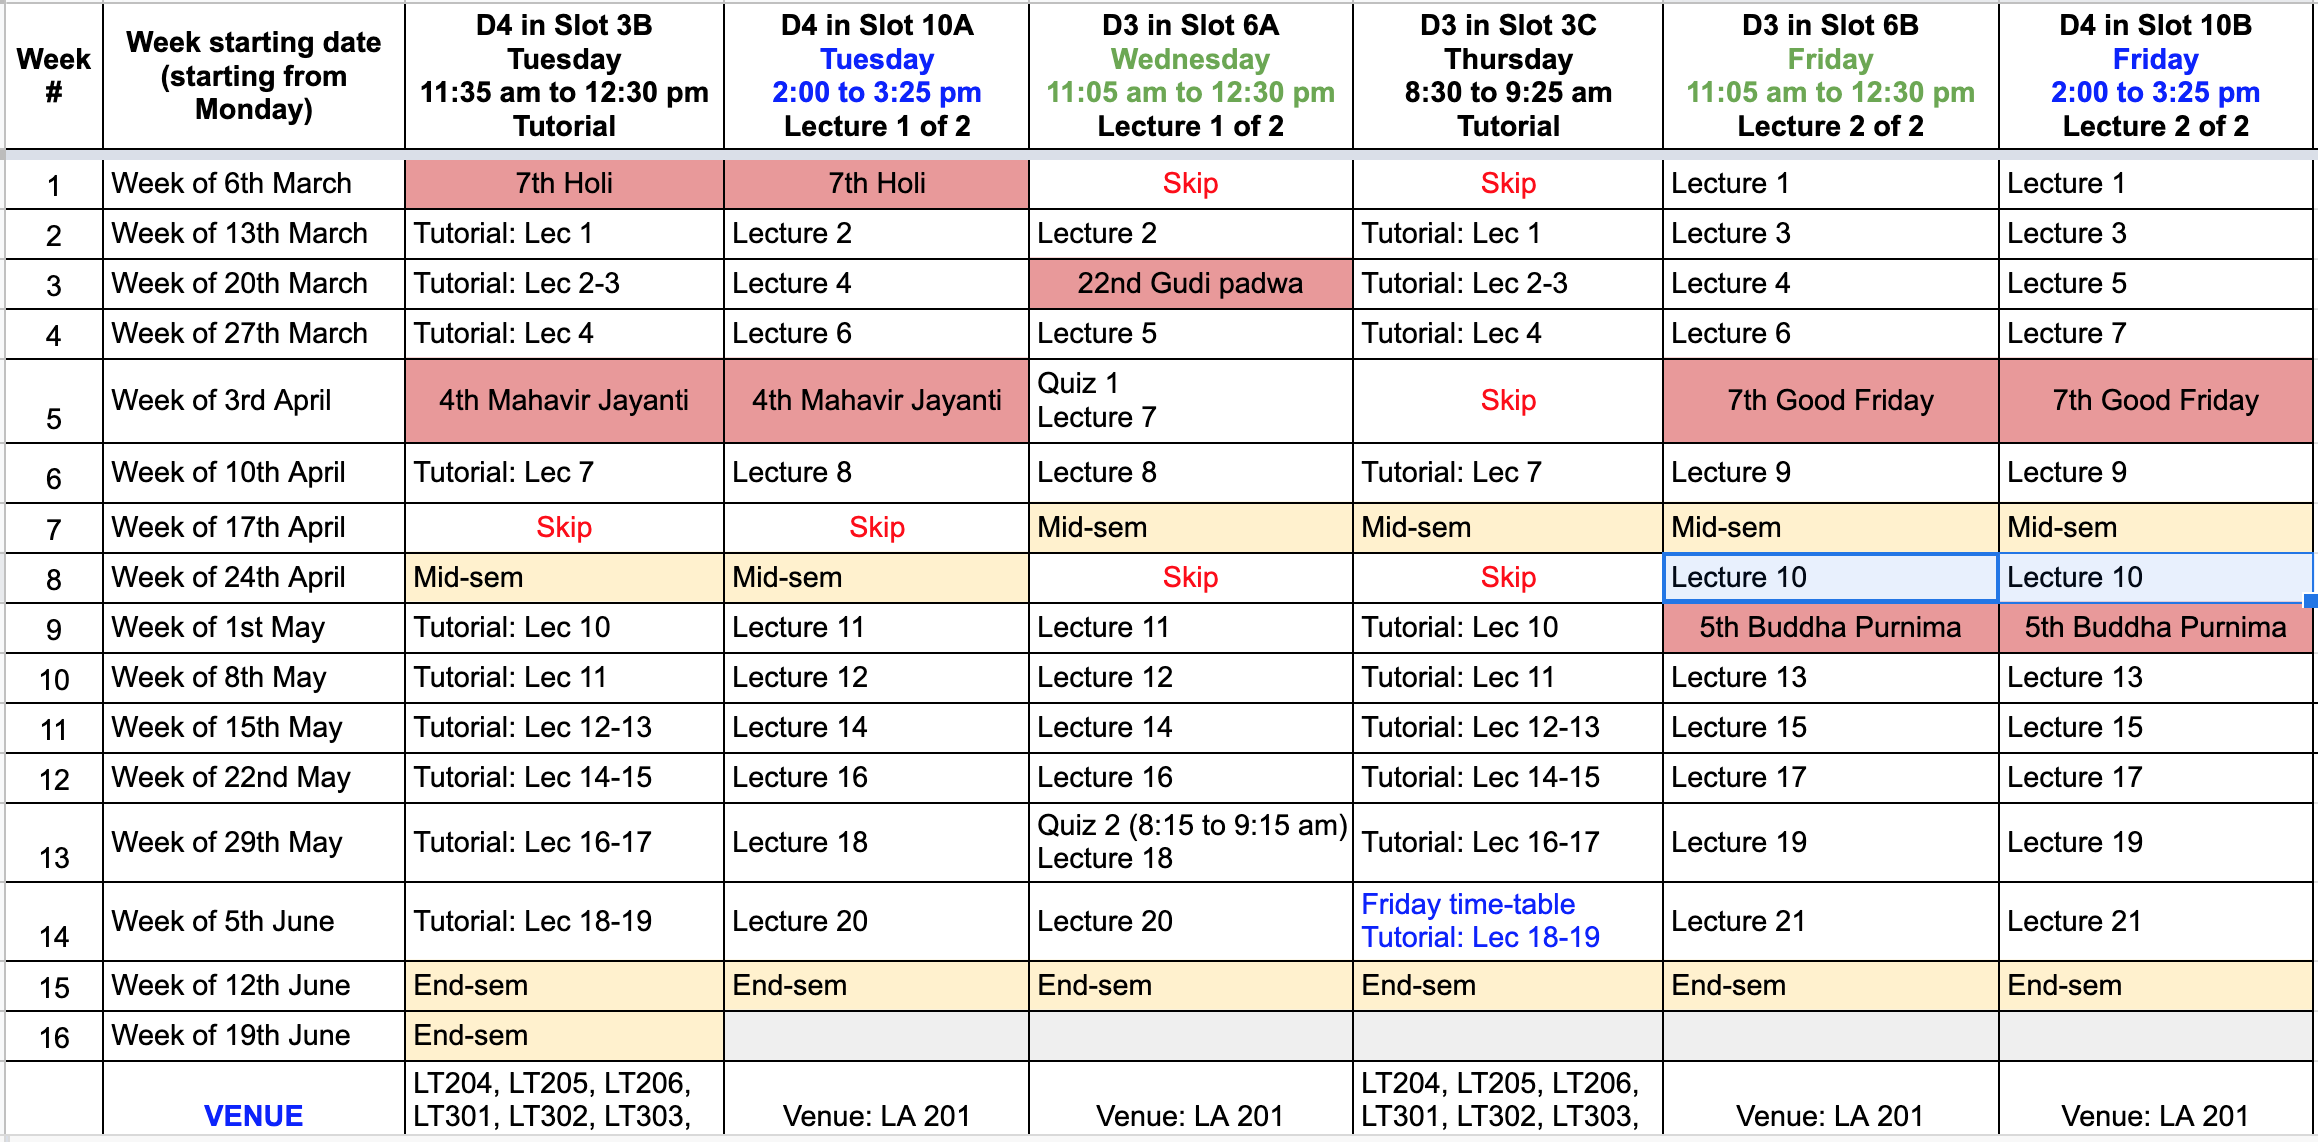 Week # Week starting date (starting from Monday) D4 in Slot 3B Tuesday 11:35 am to 12:30 pm Tutorial D4 in Slot 10A Tuesday 2:00 to 3:25 pm Lecture 1 of 2 D3 in Slot 6A Wednesday 11:05 am to 12:30 pm Lecture 1 of 2 D3 in Slot 3C Thursday 8:30 to 9:25 am Tutorial D3 in Slot 6B Friday 11:05 am to 12:30 pm Lecture 2 of 2 D4 in Slot 10B Friday 2:00 to 3:25 pm Lecture 2 of 2
1 Week of 6th March 7th Holi 7th Holi Skip Skip Lecture 1 Lecture 1
2 Week of 13th March Tutorial: Lec 1 Lecture 2 Lecture 2 Tutorial: Lec 1 Lecture 3 Lecture 3
3 Week of 20th March Tutorial: Lec 2-3 Lecture 4 22nd Gudi padwa Tutorial: Lec 2-3 Lecture 4 Lecture 5
4 Week of 27th March Tutorial: Lec 4 Lecture 6 Lecture 5 Tutorial: Lec 4 Lecture 6 Lecture 7
5 Week of 3rd April 4th Mahavir Jayanti 4th Mahavir Jayanti Quiz 1 Lecture 7 Skip 7th Good Friday 7th Good Friday
6 Week of 10th April Tutorial: Lec 7 Lecture 8 Lecture 8 Tutorial: Lec 7 Lecture 9 Lecture 9
7 Week of 17th April Skip Skip Mid-sem Mid-sem Mid-sem Mid-sem
8 Week of 24th April Mid-sem Mid-sem Skip Skip Lecture 10 Lecture 10
9 Week of 1st May Tutorial: Lec 10 Lecture 11 Lecture 11 Tutorial: Lec 10 5th Buddha Purnima 5th Buddha Purnima
10 Week of 8th May Tutorial: Lec 11 Lecture 12 Lecture 12 Tutorial: Lec 11 Lecture 13 Lecture 13
11 Week of 15th May Tutorial: Lec 12-13 Lecture 14 Lecture 14 Tutorial: Lec 12-13 Lecture 15 Lecture 15
12 Week of 22nd May Tutorial: Lec 14-15 Lecture 16 Lecture 16 Tutorial: Lec 14-15 Lecture 17 Lecture 17
13 Week of 29th May Tutorial: Lec 16-17 Lecture 18 Quiz 2 (8:15 to 9:15 am) Lecture 18 Tutorial: Lec 16-17 Lecture 19 Lecture 19
14 Week of 5th June Tutorial: Lec 18-19 Lecture 20 Lecture 20 Friday time-table Tutorial: Lec 18-19 Lecture 21 Lecture 21
15 Week of 12th June End-sem End-sem End-sem End-sem End-sem End-sem
16 Week of 19th June End-sem
VENUE LT204, LT205, LT206, LT301, LT302, LT303, Venue: LA 201 Venue: LA 201 LT204, LT205, LT206, LT301, LT302, LT303, Venue: LA 201 Venue: LA 201